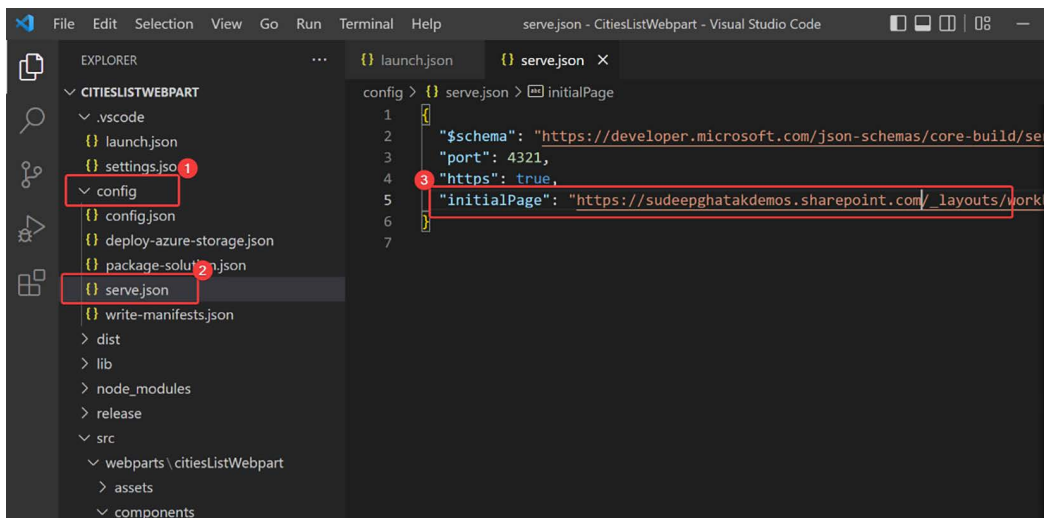 File Edit Selection View Go Run Terminal Help serve.json - CitiesListWebpart - Visual Studio Code
EXPLORER ...
CITIESLISTWEBPART
.vscode
{} launch.json
{} settings.jso 1
config
{} config.json
{} deploy-azure-storage.json
{} package-solut 2 n.json
{} serve.json
{} write-manifests.json
dist
lib
node_modules
release
src
webparts\citiesListWebpart
assets
components
{} launch.json {} serve.json ×
config > {} serve.json > initialPage
1 {
2 "$schema": "https://developer.microsoft.com/json-schemas/core-build/se
3 "port": 4321,
4 3 "https": true,
5 "initialPage": "https://sudeepghatakdemos.sharepoint.com/_layouts/work
6 }
7